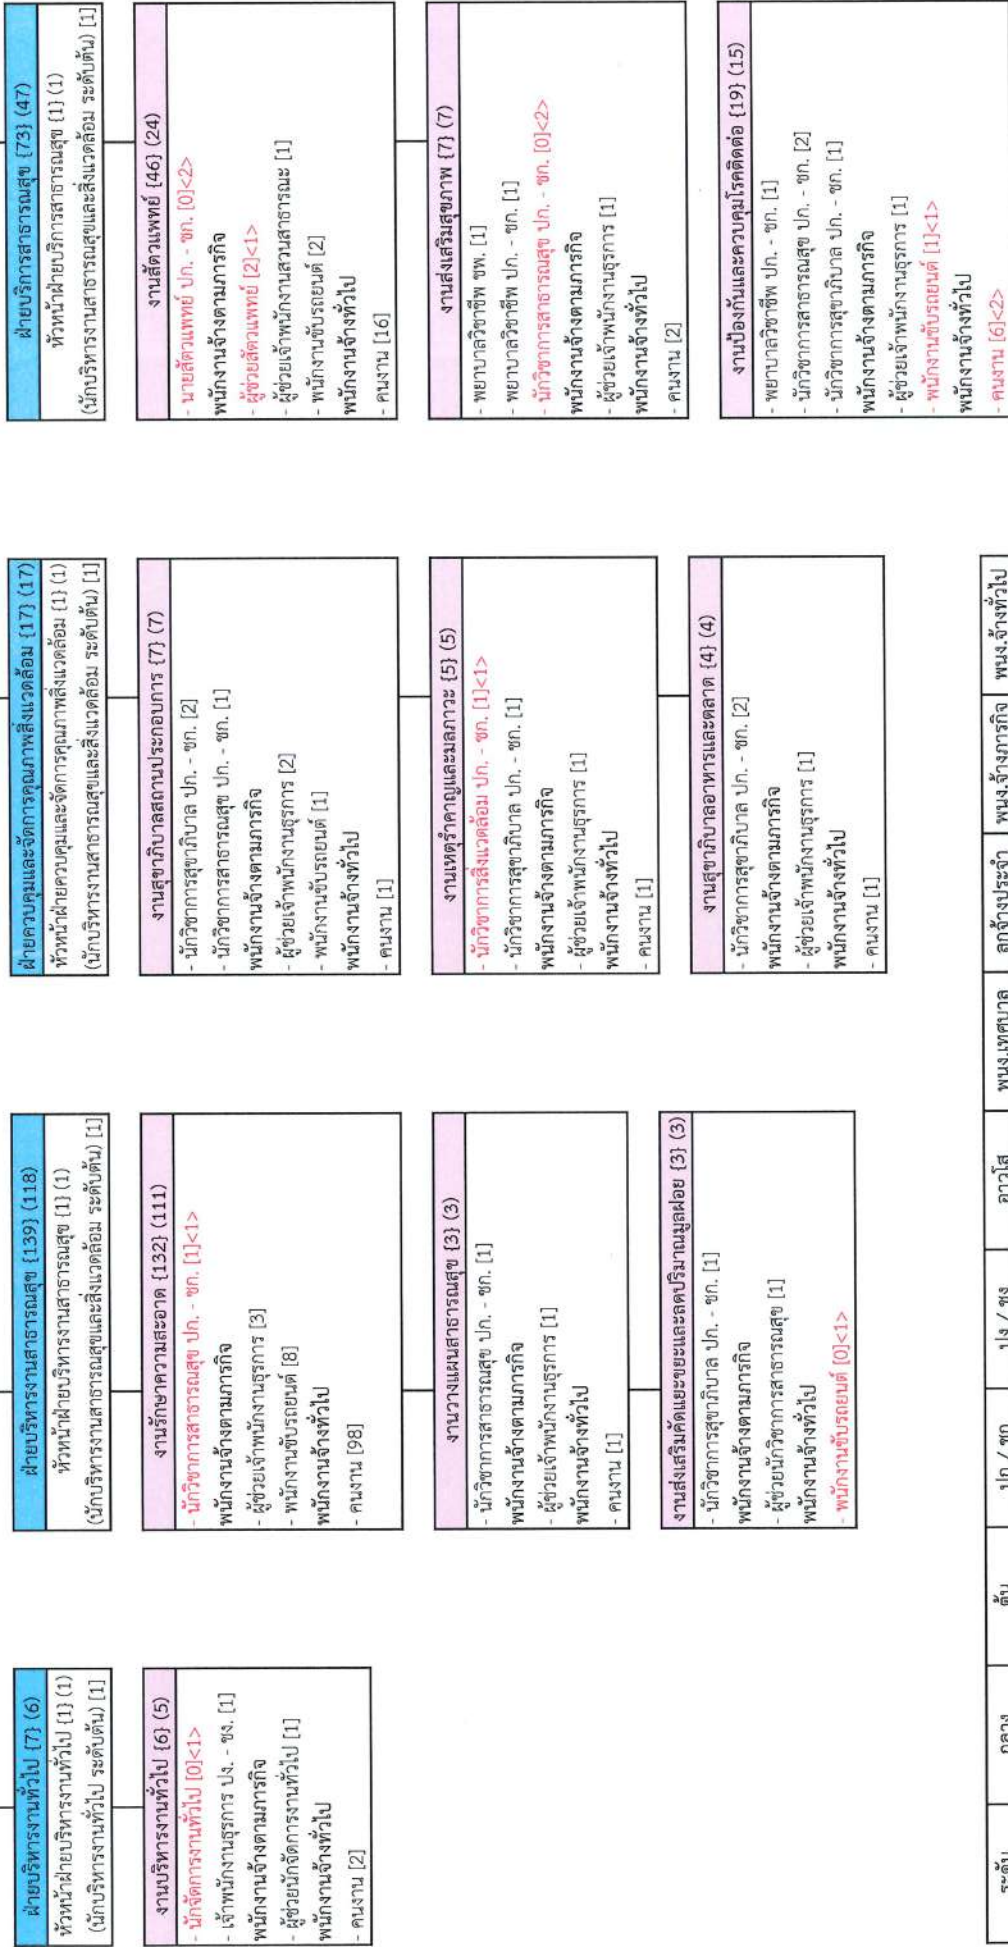 ฝ่ายบริหารงานทั่วไป {7} (6)
หัวหน้าฝ่ายบริหารงานทั่วไป {1} (1)
(นักบริหารงานทั่วไป ระดับต้น) [1]
งานบริหารงานทั่วไป {6} (5)
- นักจัดการงานทั่วไป [0]<1>
- เจ้าพนักงานธุรการ ปง. - ชง. [1]
พนักงานจ้างตามภารกิจ
- ผู้ช่วยนักจัดการงานทั่วไป [1]
พนักงานจ้างทั่วไป
- คนงาน [2]
ฝ่ายบริหารงานสาธารณสุข {139} (118)
หัวหน้าฝ่ายบริหารงานสาธารณสุข {1} (1)
(นักบริหารงานสาธารณสุขและสิ่งแวดล้อม ระดับต้น) [1]
งานรักษาความสะอาด {132} (111)
- นักวิชาการสาธารณสุข ปก. - ชก. [1]<1>
พนักงานจ้างตามภารกิจ
- ผู้ช่วยเจ้าพนักงานธุรการ [3]
- พนักงานขับรถยนต์ [8]
พนักงานจ้างทั่วไป
- คนงาน [98]
งานวางแผนสาธารณสุข {3} (3)
- นักวิชาการสาธารณสุข ปก. - ชก. [1]
พนักงานจ้างตามภารกิจ
- ผู้ช่วยเจ้าพนักงานธุรการ [1]
พนักงานจ้างทั่วไป
- คนงาน [1]
งานส่งเสริมคัดแยะขยะและลดปริมาณมูลฝอย {3} (3)
- นักวิชาการสุขาภิบาล ปก. - ชก. [1]
พนักงานจ้างตามภารกิจ
- ผู้ช่วยนักวิชาการสาธารณสุข [1]
พนักงานจ้างทั่วไป
- พนักงานขับรถยนต์ [0]<1>
ฝ่ายควบคุมและจัดการคุณภาพสิ่งแวดล้อม {17} (17)
หัวหน้าฝ่ายควบคุมและจัดการคุณภาพสิ่งแวดล้อม {1} (1)
(นักบริหารงานสาธารณสุขและสิ่งแวดล้อม ระดับต้น) [1]
งานสุขาภิบาลสถานประกอบการ {7} (7)
- นักวิชาการสุขาภิบาล ปก. - ชก. [2]
- นักวิชาการสาธารณสุข ปก. - ชก. [1]
พนักงานจ้างตามภารกิจ
- ผู้ช่วยเจ้าพนักงานธุรการ [2]
- พนักงานขับรถยนต์ [1]
พนักงานจ้างทั่วไป
- คนงาน [1]
งานเหตุรำคาญและมลภาวะ {5} (5)
- นักวิชาการสิ่งแวดล้อม ปก. - ชก. [1]<1>
- นักวิชาการสุขาภิบาล ปก. - ชก. [1]
พนักงานจ้างตามภารกิจ
- ผู้ช่วยเจ้าพนักงานธุรการ [1]
พนักงานจ้างทั่วไป
- คนงาน [1]
งานสุขาภิบาลอาหารและตลาด {4} (4)
- นักวิชาการสุขาภิบาล ปก. - ชก. [2]
พนักงานจ้างตามภารกิจ
- ผู้ช่วยเจ้าพนักงานธุรการ [1]
พนักงานจ้างทั่วไป
- คนงาน [1]
ฝ่ายบริการสาธารณสุข {73} (47)
หัวหน้าฝ่ายบริการสาธารณสุข {1} (1)
(นักบริหารงานสาธารณสุขและสิ่งแวดล้อม ระดับต้น) [1]
งานสัตวแพทย์ {46} (24)
- นายสัตวแพทย์ ปก. - ชก. [0]<2>
พนักงานจ้างตามภารกิจ
- ผู้ช่วยสัตวแพทย์ [2]<1>
- ผู้ช่วยเจ้าพนักงานสวนสาธารณะ [1]
- พนักงานขับรถยนต์ [2]
พนักงานจ้างทั่วไป
- คนงาน [16]
งานส่งเสริมสุขภาพ {7} (7)
- พยาบาลวิชาชีพ ชพ. [1]
- พยาบาลวิชาชีพ ปก. - ชก. [1]
- นักวิชาการสาธารณสุข ปก. - ชก. [0]<2>
พนักงานจ้างตามภารกิจ
- ผู้ช่วยเจ้าพนักงานธุรการ [1]
พนักงานจ้างทั่วไป
- คนงาน [2]
งานป้องกันและควบคุมโรคติดต่อ {19} (15)
- พยาบาลวิชาชีพ ปก. - ชก. [1]
- นักวิชาการสาธารณสุข ปก. - ชก. [2]
- นักวิชาการสุขาภิบาล ปก. - ชก. [1]
พนักงานจ้างตามภารกิจ
- ผู้ช่วยเจ้าพนักงานธุรการ [1]
- พนักงานขับรถยนต์ [1]<1>
พนักงานจ้างทั่วไป
- คนงาน [6]<2>
ระดับ กลาง ต้น ปก / ชก ปง / ชง อาวุโส พนง.เทศบาล ลูกจ้างประจำ พนง.จ้างภารกิจ พนง.จ้างทั่วไป